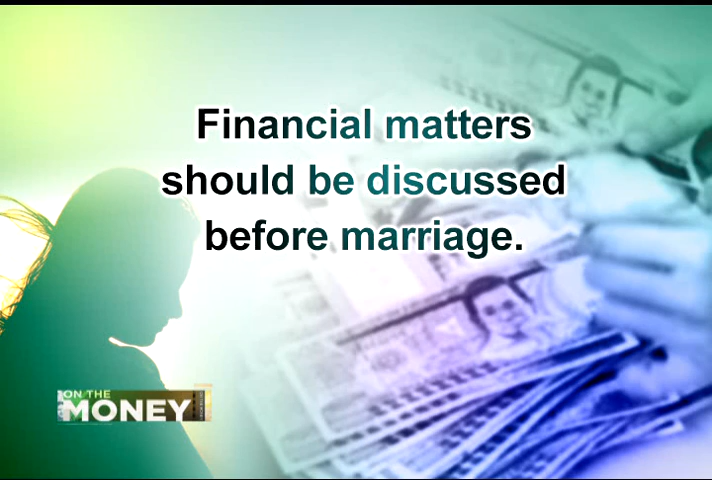 Financial matters
should be discussed
before marriage.
ON THE
MONEY